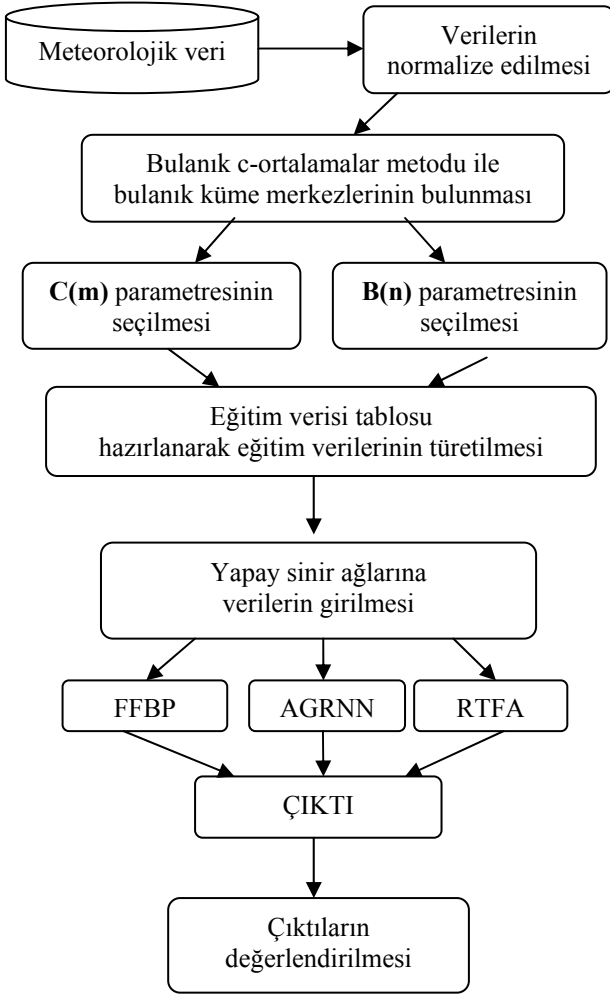 Meteorolojik veri
Verilerin
normalize edilmesi
Bulanık c-ortalamalar metodu ile
bulanık küme merkezlerinin bulunması
C(m) parametresinin
seçilmesi
B(n) parametresinin
seçilmesi
Eğitim verisi tablosu
hazırlanarak eğitim verilerinin türetilmesi
Yapay sinir ağlarına
verilerin girilmesi
FFBP
AGRNN
RTFA
ÇIKTI
Çıktıların
değerlendirilmesi